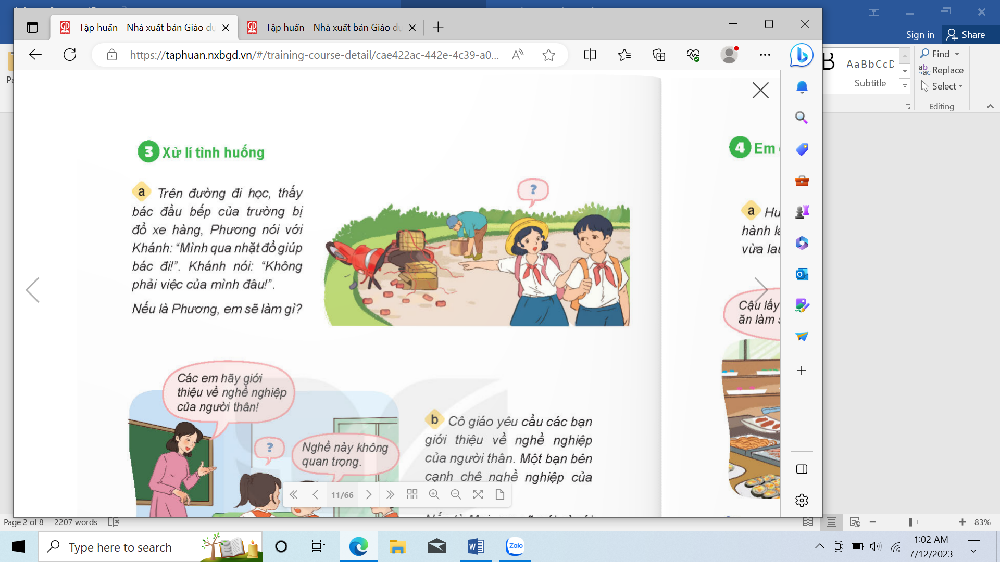 Tập huấn - Nhà xuất bản Giáo dụ
Tập huấn - Nhà xuất bản Giáo dụ
Sign in
Share
https://taphuan.nxbgd.vn/#/training-course-detail/cae422ac-442e-4c39-a0...
AaBbCcD
Subtitle
Find
Replace
Select
Editing
3 Xử lí tình huống
a Trên đường đi học, thấy
bác đầu bếp của trường bị
đổ xe hàng, Phương nói với
Khánh: “Mình qua nhặt đồ giúp
bác đi!”. Khánh nói: “Không
phải việc của mình đâu!”.
Nếu là Phương, em sẽ làm gì?
?
4 Em
a Hu
hành la
vừa lau
Cậu lấy
ăn làm
Các em hãy giới
thiệu về nghề nghiệp
của người thân!
?
Nghề này không
quan trọng.
b Cô giáo yêu cầu các bạn
giới thiệu về nghề nghiệp
của người thân. Một bạn bên
cạnh chê nghề nghiệp của
11/66
Page 2 of 8
2207 words
83%
Type here to search
Zalo
1:02 AM
7/12/2023